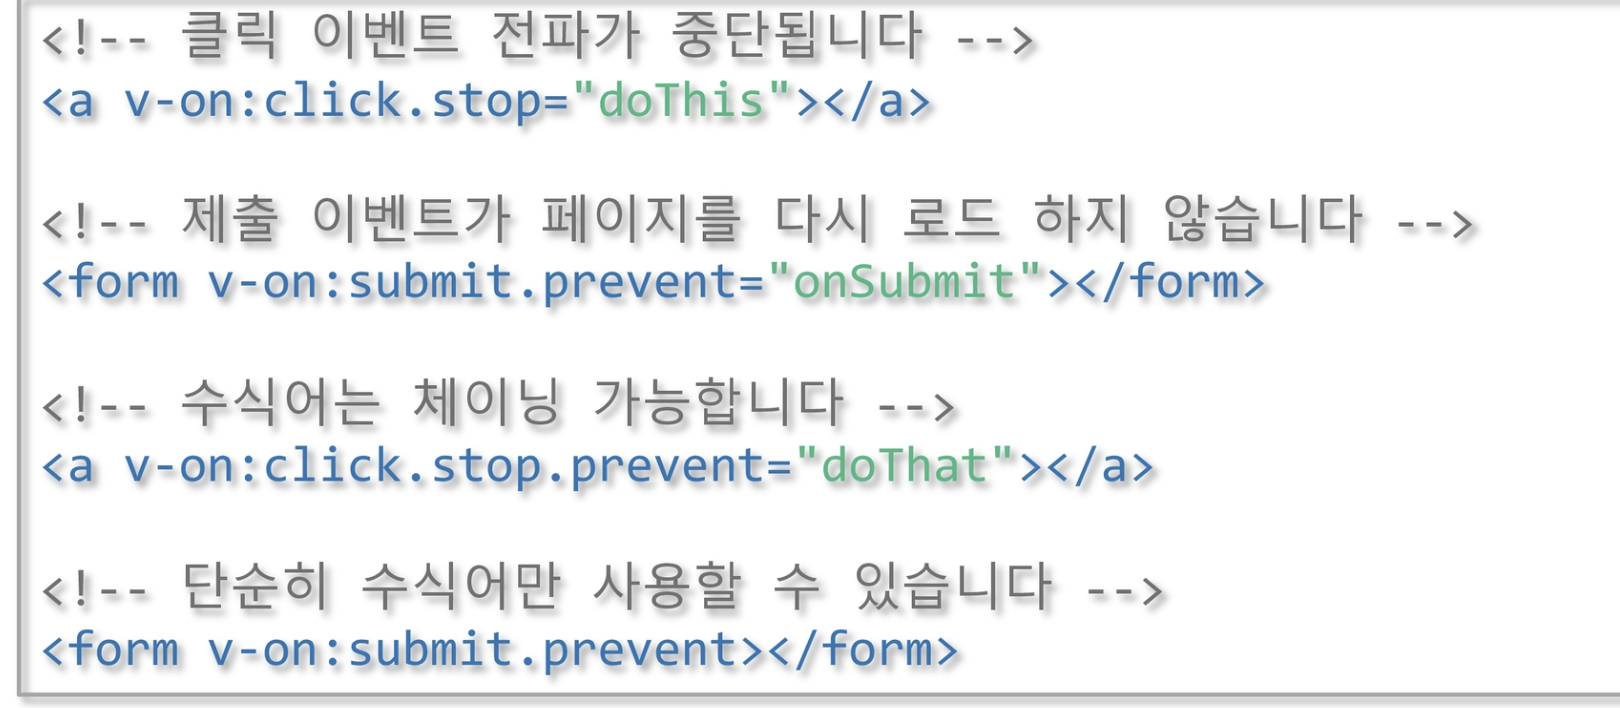 <!-- 클릭 이벤트 전파가 중단됩니다 -->
<a v-on:click.stop="doThis"></a>
<!-- 제출 이벤트가 페이지를 다시 로드 하지 않습니다 -->
<form v-on:submit.prevent="onSubmit"></form>
<!-- 수식어는 체이닝 가능합니다 -->
<a v-on:click.stop.prevent="doThat"></a>
<!-- 단순히 수식어만 사용할 수 있습니다 -->
<form v-on:submit.prevent></form>